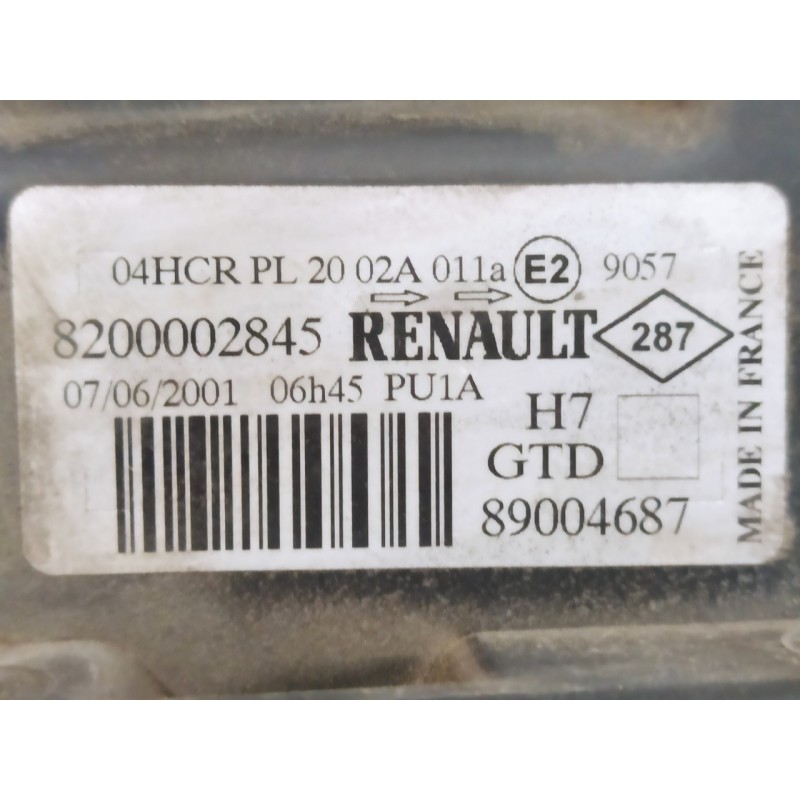 04HCR PL 20 02A 011a E2 9057
8200002845 RENAULT 287
07/06/2001 06h45 PU1A
H7
GTD
89004687
MADE IN FRANCE